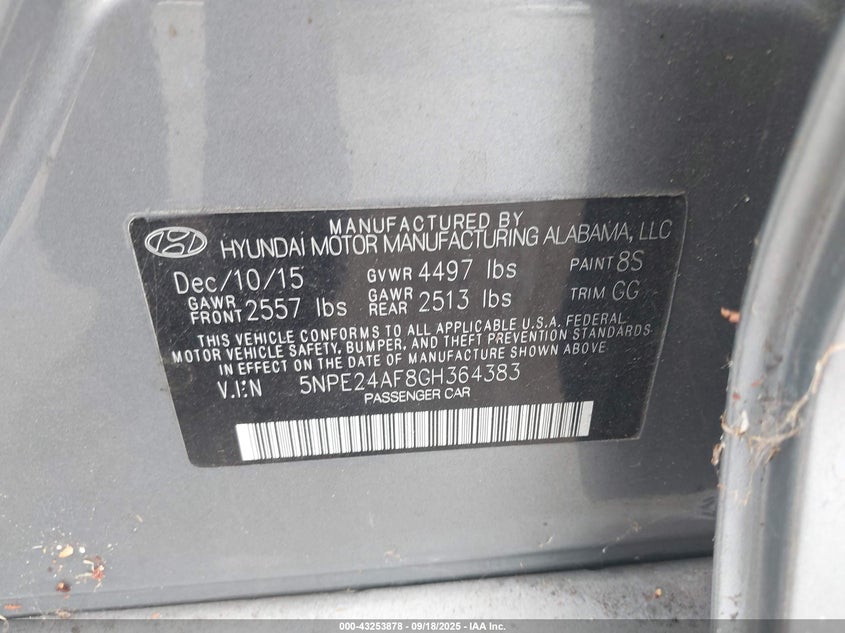 MANUFACTURED BY
HYUNDAI MOTOR MANUFACTURING ALABAMA, LLC
Dec/10/15 GVWR 4497 lbs PAINT 8S
GAWR FRONT 2557 lbs GAWR REAR 2513 lbs TRIM GG
THIS VEHICLE CONFORMS TO ALL APPLICABLE U.S.A. FEDERAL
MOTOR VEHICLE SAFETY, BUMPER, AND THEFT PREVENTION STANDARDS
IN EFFECT ON THE DATE OF MANUFACTURE SHOWN ABOVE
V.I.N 5NPE24AF8GH364383
PASSENGER CAR
000-43253878 - 09/18/2025 - IAA Inc.